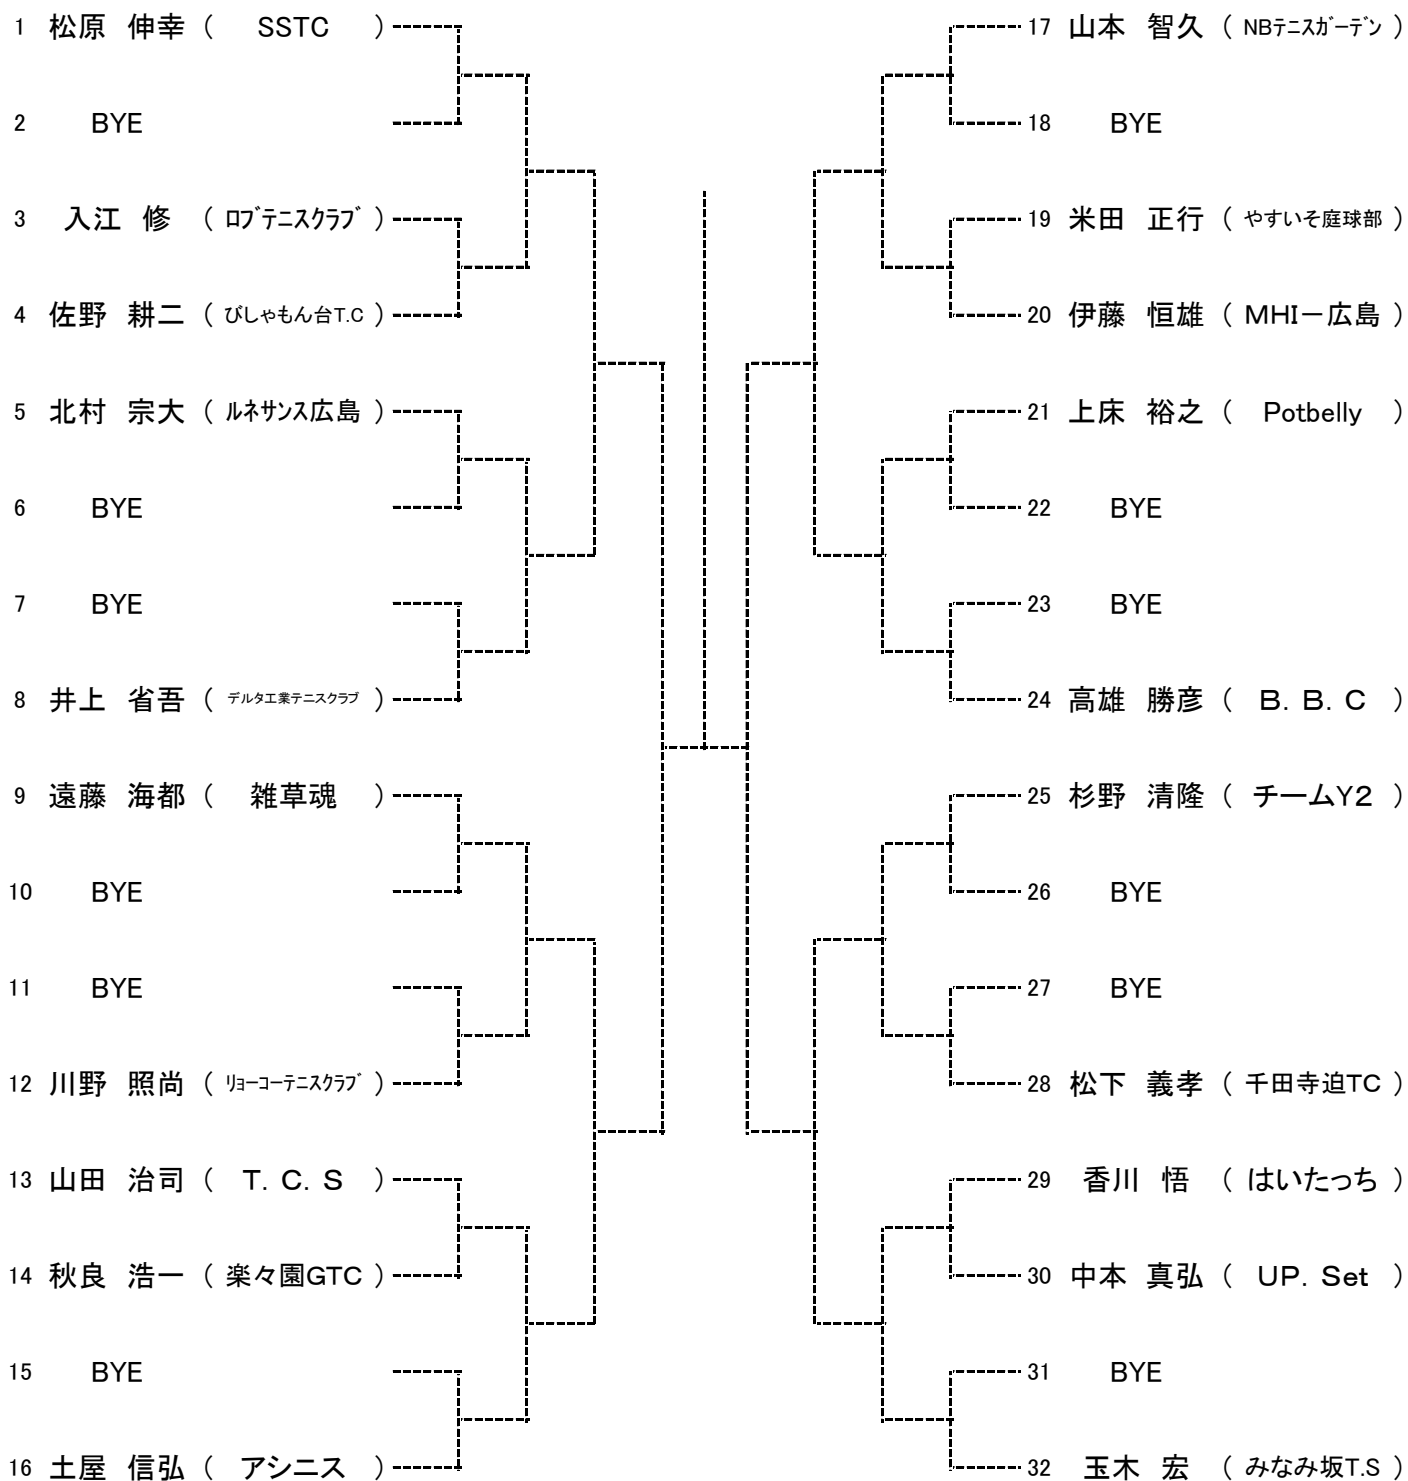 1 松原 伸幸 ( SSTC )
2 BYE
3 入江 修 ( ﾛﾌﾞﾃﾆｽｸﾗﾌﾞ )
4 佐野 耕二 ( びしゃもん台T.C )
5 北村 宗大 ( ﾙﾈｻﾝｽ広島 )
6 BYE
7 BYE
8 井上 省吾 ( デルタ工業テニスクラブ )
9 遠藤 海都 ( 雑草魂 )
10 BYE
11 BYE
12 川野 照尚 ( ﾘｮｰｺｰﾃﾆｽｸﾗﾌﾞ )
13 山田 治司 ( T. C. S )
14 秋良 浩一 ( 楽々園GTC )
15 BYE
16 土屋 信弘 ( アシニス )
17 山本 智久 ( NBﾃﾆｽｶﾞｰﾃﾞﾝ )
18 BYE
19 米田 正行 ( やすいそ庭球部 )
20 伊藤 恒雄 ( MHI－広島 )
21 上床 裕之 ( Potbelly )
22 BYE
23 BYE
24 高雄 勝彦 ( B. B. C )
25 杉野 清隆 ( チームY2 )
26 BYE
27 BYE
28 松下 義孝 ( 千田寺迫TC )
29 香川 悟 ( はいたっち )
30 中本 真弘 ( UP. Set )
31 BYE
32 玉木 宏 ( みなみ坂T.S )